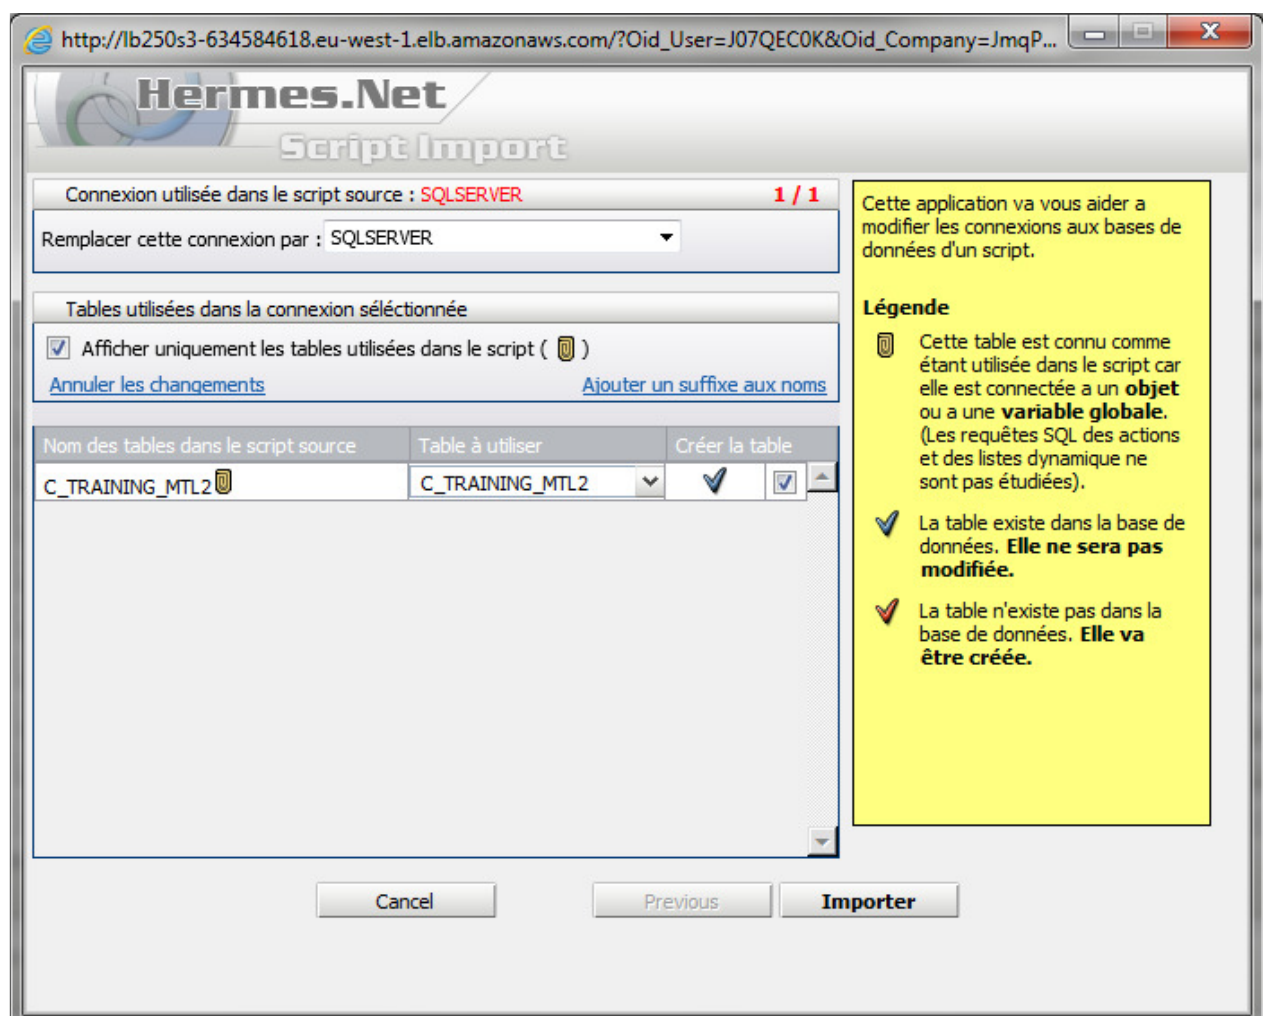 http://lb250s3-634584618.eu-west-1.elb.amazonaws.com/?Oid_User=J07QEC0K&Oid_Company=JmqP...
Hermes.Net
Script Import
Connexion utilisée dans le script source : SQLSERVER 1 / 1
Remplacer cette connexion par : SQLSERVER
Tables utilisées dans la connexion séléctionnée
Afficher uniquement les tables utilisées dans le script ( )
Annuler les changements Ajouter un suffixe aux noms
Nom des tables dans le script source Table à utiliser Créer la table
C_TRAINING_MTL2 C_TRAINING_MTL2
Cette application va vous aider a
modifier les connexions aux bases de
données d'un script.
Légende
Cette table est connu comme
étant utilisée dans le script car
elle est connectée a un objet
ou a une variable globale.
(Les requêtes SQL des actions
et des listes dynamique ne
sont pas étudiées).
La table existe dans la base de
données. Elle ne sera pas
modifiée.
La table n'existe pas dans la
base de données. Elle va
être créée.
Cancel Previous Importer